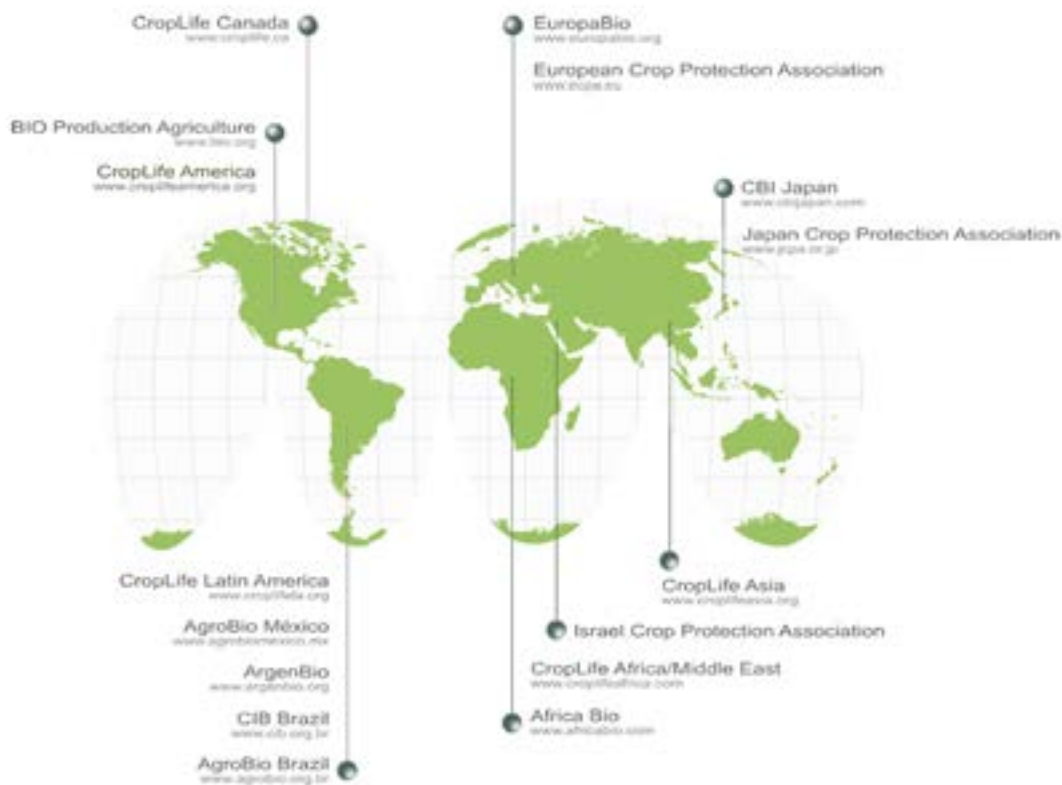 CropLife Canada
www.croplife.ca
EuropaBio
www.europabio.org
European Crop Protection Association
www.ecpa.eu
BIO Production Agriculture
www.bio.org
CropLife America
www.croplifeamerica.org
CBI Japan
www.cbijapan.com
Japan Crop Protection Association
www.jcpa.or.jp
CropLife Latin America
www.croplifela.org
AgroBio México
www.agrobiomexico.mx
ArgenBio
www.argenbio.org
CIB Brazil
www.cib.org.br
AgroBio Brazil
www.agrobio.org.br
CropLife Asia
www.croplifeasia.org
Israel Crop Protection Association
CropLife Africa/Middle East
www.croplifeafrica.com
Africa Bio
www.africabio.com